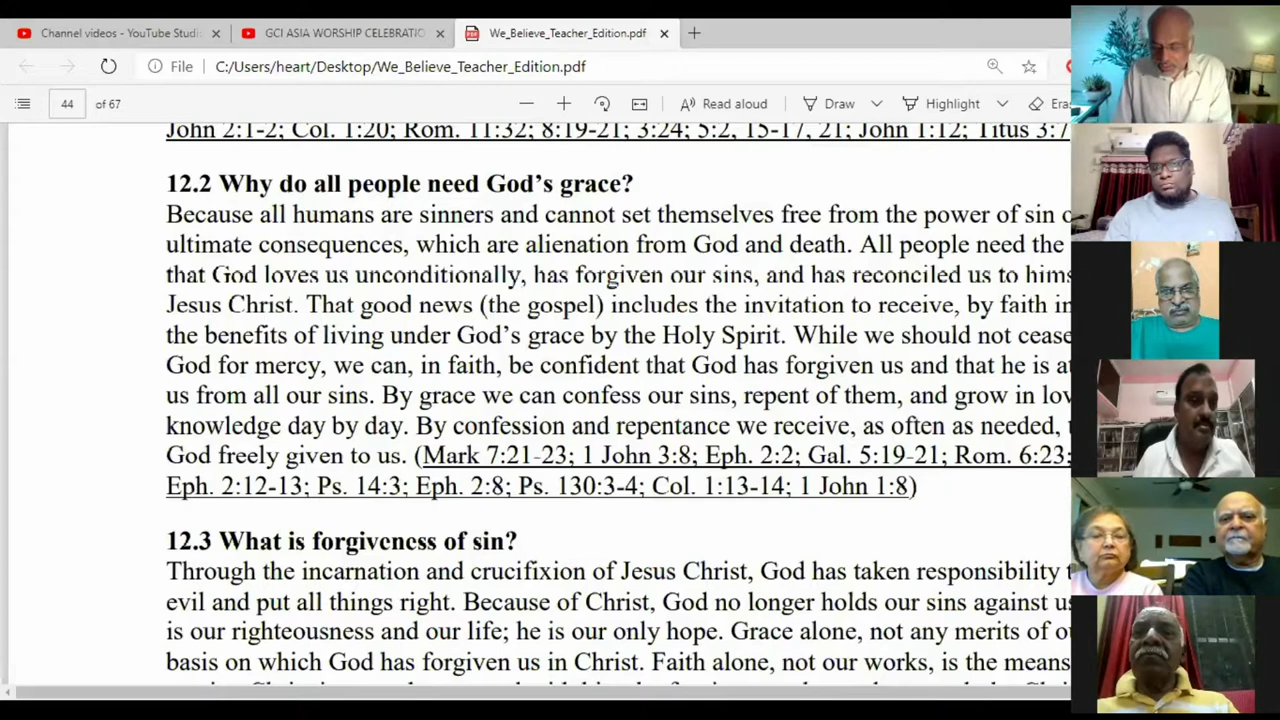 Channel videos - YouTube Studi
GCI ASIA WORSHIP CELEBRATIO
We_Believe_Teacher_Edition.pdf
File C:/Users/heart/Desktop/We_Believe_Teacher_Edition.pdf
44 of 67 Read aloud Draw Highlight Era
John 2:1-2; Col. 1:20; Rom. 11:32; 8:19-21; 3:24; 5:2, 15-17, 21; John 1:12; Titus 3:7
12.2 Why do all people need God's grace?
Because all humans are sinners and cannot set themselves free from the power of sin
ultimate consequences, which are alienation from God and death. All people need the
that God loves us unconditionally, has forgiven our sins, and has reconciled us to hims
Jesus Christ. That good news (the gospel) includes the invitation to receive, by faith in
the benefits of living under God's grace by the Holy Spirit. While we should not cease
God for mercy, we can, in faith, be confident that God has forgiven us and that he is at
us from all our sins. By grace we can confess our sins, repent of them, and grow in lov
knowledge day by day. By confession and repentance we receive, as often as needed,
God freely given to us. (Mark 7:21-23; 1 John 3:8; Eph. 2:2; Gal. 5:19-21; Rom. 6:23;
Eph. 2:12-13; Ps. 14:3; Eph. 2:8; Ps. 130:3-4; Col. 1:13-14; 1 John 1:8)
12.3 What is forgiveness of sin?
Through the incarnation and crucifixion of Jesus Christ, God has taken responsibility
evil and put all things right. Because of Christ, God no longer holds our sins against us
is our righteousness and our life; he is our only hope. Grace alone, not any merits of ou
basis on which God has forgiven us in Christ. Faith alone, not our works, is the means